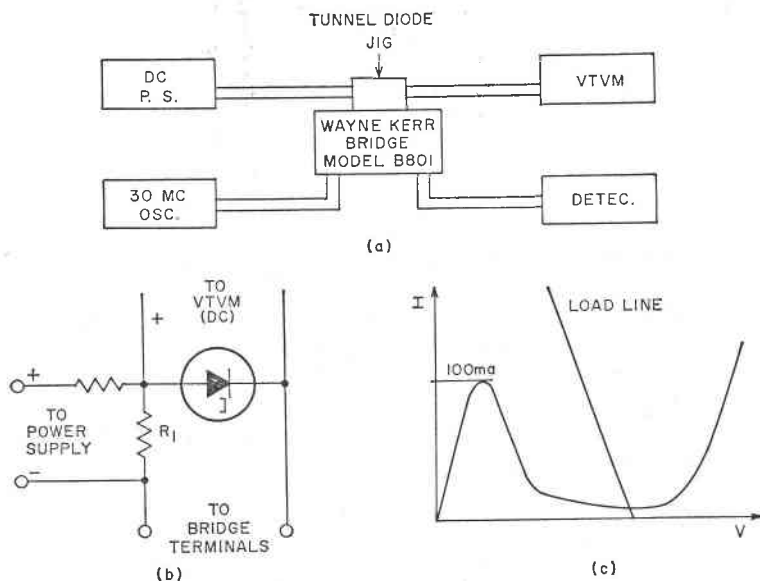 TUNNEL DIODE
JIG
DC
P. S.
VTVM
WAYNE KERR
BRIDGE
MODEL B801
30 MC
OSC.
DETEC.
(a)
TO
VTVM
(DC)
+
+
TO
POWER
SUPPLY
R1
−
TO
BRIDGE
TERMINALS
(b)
I
LOAD LINE
100ma
V
(c)